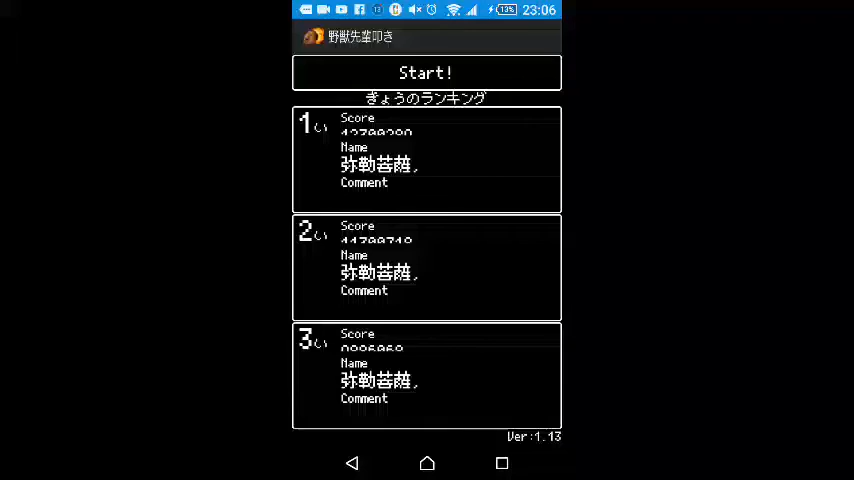 13% 23:06
野獣先輩叩き
Start!
きょうのランキング
1い
Score
Name
弥勒菩薩,
Comment
2い
Score
Name
弥勒菩薩,
Comment
3い
Score
Name
弥勒菩薩,
Comment
Ver:1.13